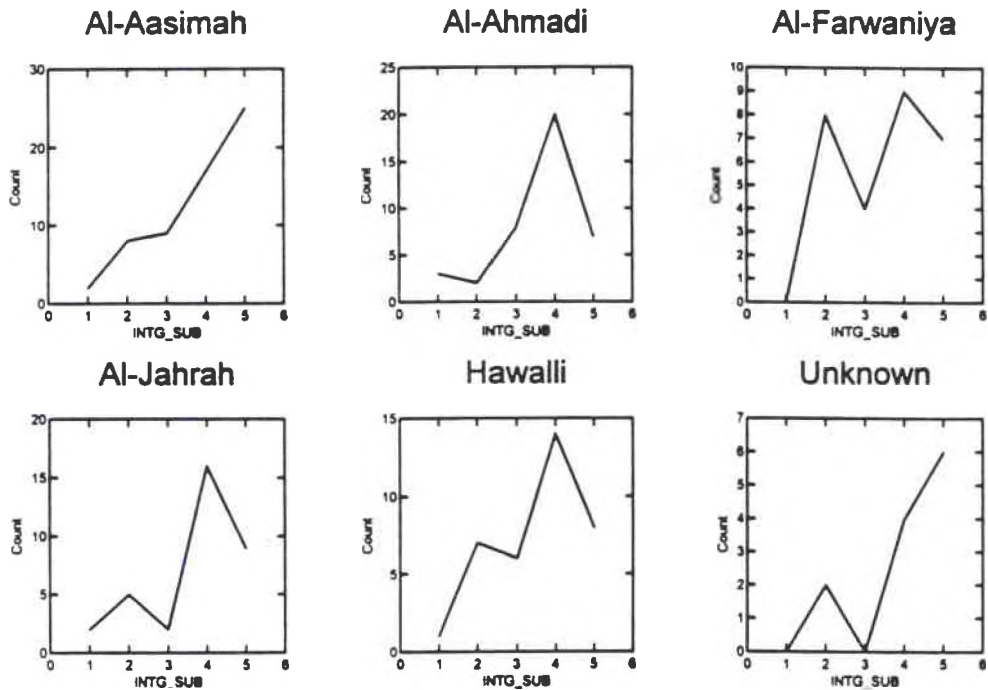 Al-Aasimah
30
20
10
0
Count
0 1 2 3 4 5 6
INTG_SUB
Al-Ahmadi
25
20
15
10
5
0
Count
0 1 2 3 4 5 6
INTG_SUB
Al-Farwaniya
10
9
8
7
6
5
4
3
2
1
0
Count
0 1 2 3 4 5 6
INTG_SUB
Al-Jahrah
20
15
10
5
0
Count
0 1 2 3 4 5 6
INTG_SUB
Hawalli
15
10
5
0
Count
0 1 2 3 4 5 6
INTG_SUB
Unknown
7
6
5
4
3
2
1
0
Count
0 1 2 3 4 5 6
INTG_SUB